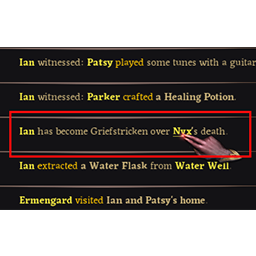 Ian witnessed: Patsy played some tunes with a guitar
Ian witnessed: Parker crafted a Healing Potion.
Ian has become Griefstricken over Nyx's death.
Ian extracted a Water Flask from Water Well.
Ermengard visited Ian and Patsy's home.